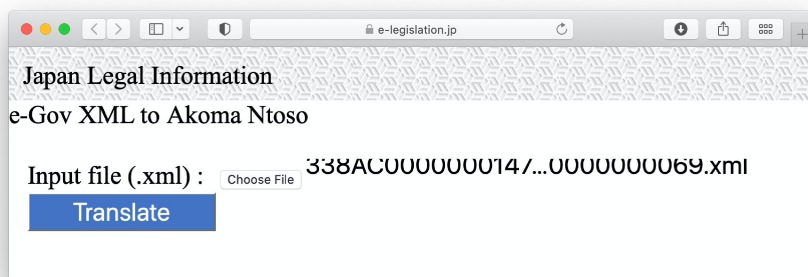 e-legislation.jp
Japan Legal Information
e-Gov XML to Akoma Ntoso
Input file (.xml) : Choose File 338AC0000000147...0000000069.xml
Translate